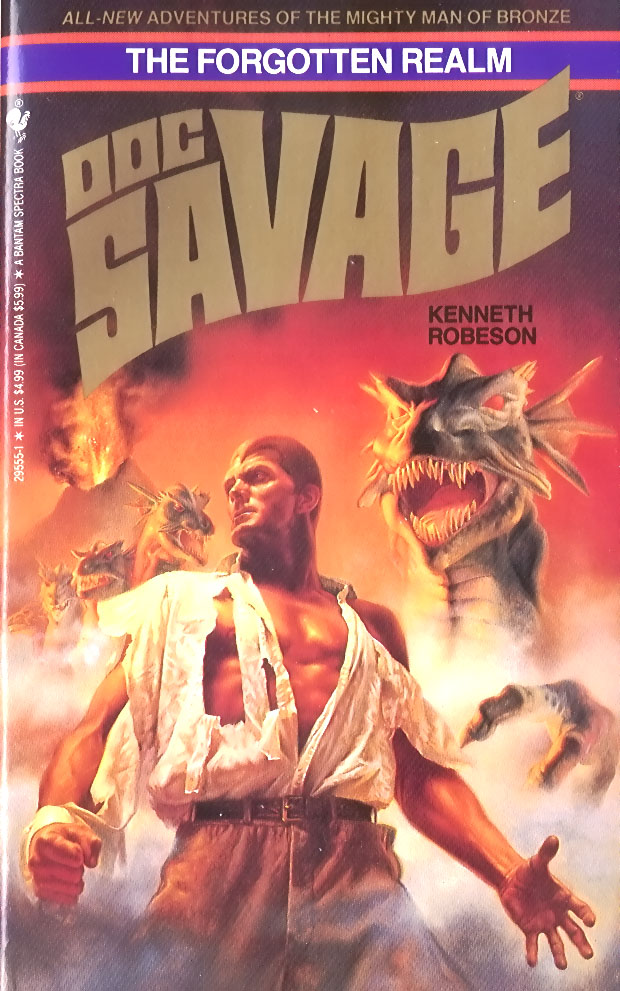 ALL-NEW ADVENTURES OF THE MIGHTY MAN OF BRONZE
THE FORGOTTEN REALM
DOC
SAVAGE
®
KENNETH
ROBESON
29555-1 ★ IN U.S. $4.99 (IN CANADA $5.99) ★ A BANTAM SPECTRA BOOK
®